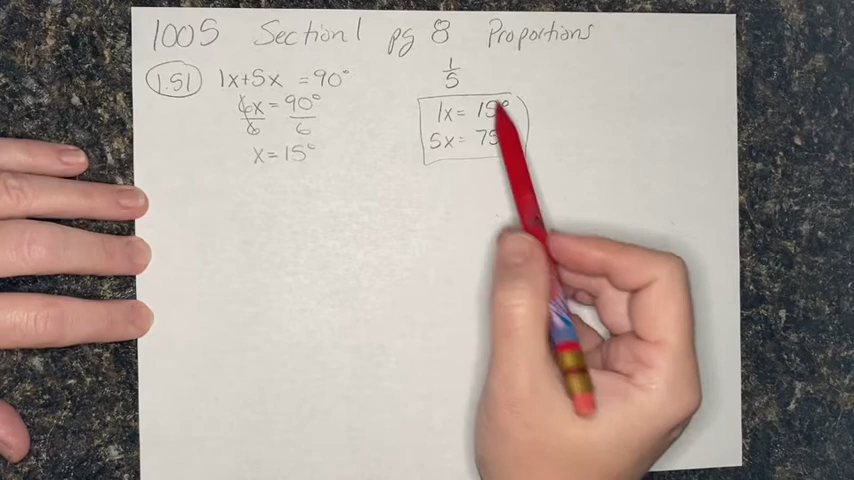 1005 Section 1 pg 8 Proportions
1.51 1x+5x = 90°
6x = 90°
6 6
x = 15°
1
5
1x = 15°
5x = 75